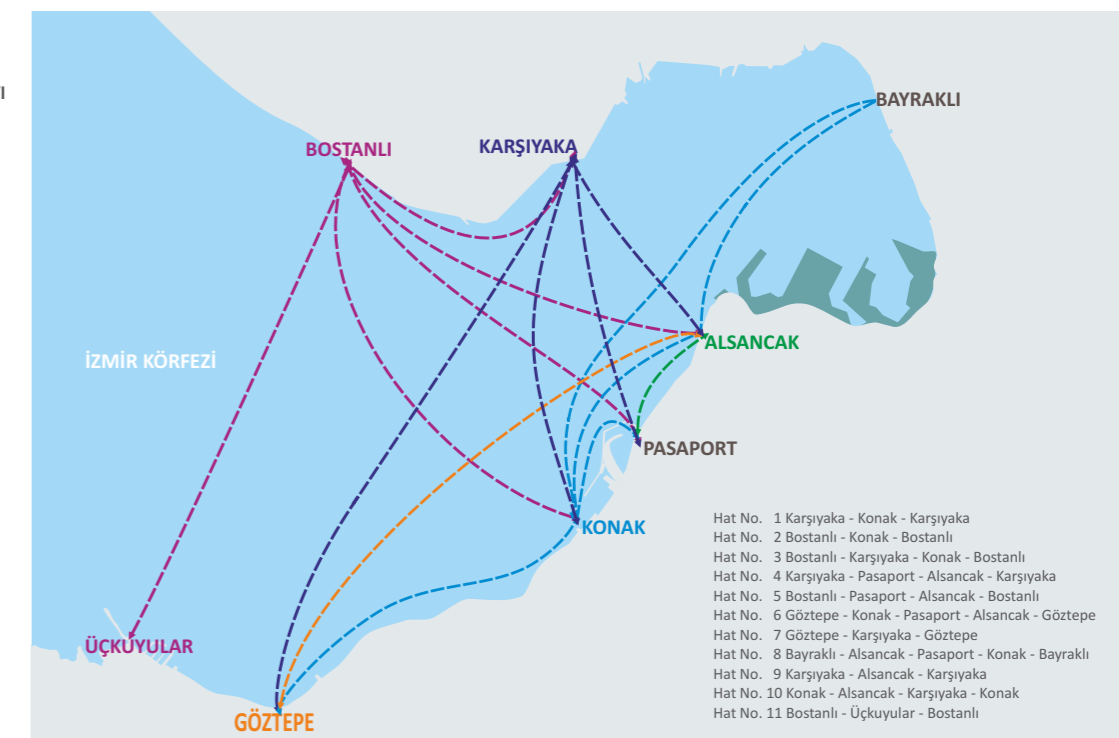 I
BAYRAKLI
BOSTANLI
KARŞIYAKA
ALSANCAK
İZMİR KÖRFEZİ
PASAPORT
KONAK
ÜÇKUYULAR
GÖZTEPE
Hat No. 1 Karşıyaka - Konak - Karşıyaka
Hat No. 2 Bostanlı - Konak - Bostanlı
Hat No. 3 Bostanlı - Karşıyaka - Konak - Bostanlı
Hat No. 4 Karşıyaka - Pasaport - Alsancak - Karşıyaka
Hat No. 5 Bostanlı - Pasaport - Alsancak - Bostanlı
Hat No. 6 Göztepe - Konak - Pasaport - Alsancak - Göztepe
Hat No. 7 Göztepe - Karşıyaka - Göztepe
Hat No. 8 Bayraklı - Alsancak - Pasaport - Konak - Bayraklı
Hat No. 9 Karşıyaka - Alsancak - Karşıyaka
Hat No. 10 Konak - Alsancak - Karşıyaka - Konak
Hat No. 11 Bostanlı - Üçkuyular - Bostanlı